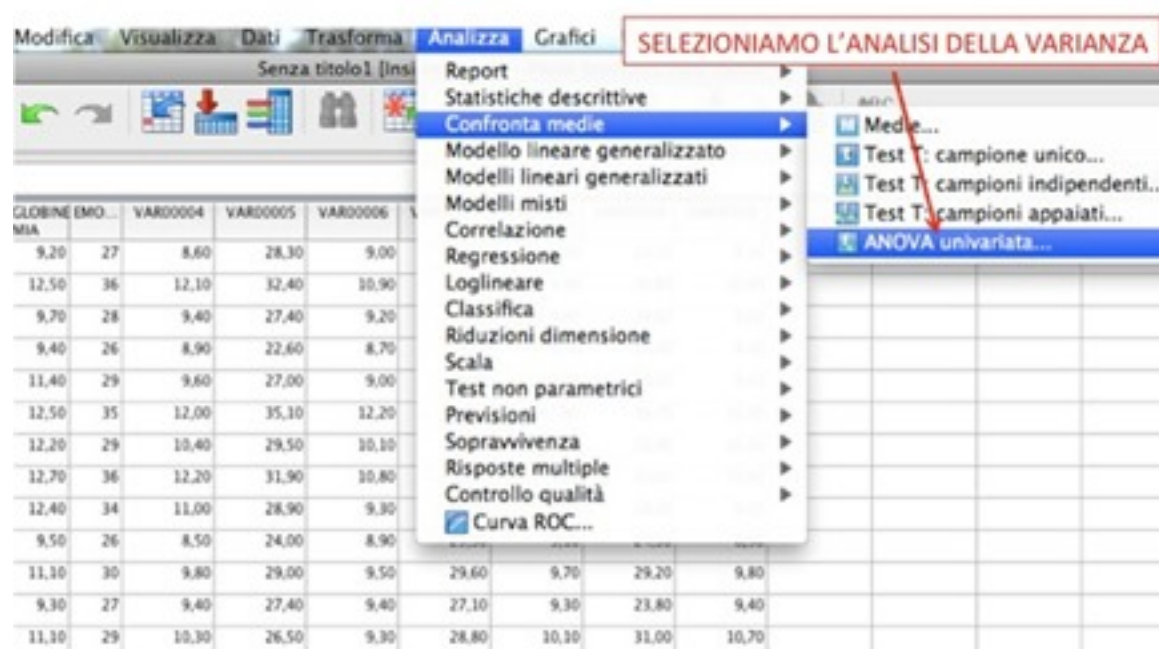 Modifica Visualizza Dati Trasforma Analizza Grafici
SELEZIONIAMO L'ANALISI DELLA VARIANZA
Senza titolo1 [Insi
Report
Statistiche descrittive
Confronta medie
Modello lineare generalizzato
Modelli lineari generalizzati
Modelli misti
Correlazione
Regressione
Loglineare
Classifica
Riduzioni dimensione
Scala
Test non parametrici
Previsioni
Sopravvivenza
Risposte multiple
Controllo qualità
Curva ROC...
Medie...
Test T: campione unico...
Test T: campioni indipendenti...
Test T: campioni appaiati...
ANOVA univariata...
GLOBINE EMO... VAR00004 VAR00005 VAR00006
MIA
9,20 27 8,60 28,30 9,00
12,50 36 12,10 32,40 10,90
9,70 28 9,40 27,40 9,20
9,40 26 8,90 22,60 8,70
11,40 29 9,60 27,00 9,00
12,50 35 12,00 35,10 12,20
12,20 29 10,40 29,50 10,10
12,70 36 12,20 31,90 10,80
12,40 34 11,00 28,90 9,30
9,50 26 8,50 24,00 8,90
11,10 30 9,80 29,00 9,50 29,60 9,70 29,20 9,80
9,30 27 9,40 27,40 9,40 27,10 9,30 23,80 9,40
11,10 29 10,30 26,50 9,30 28,80 10,10 31,00 10,70